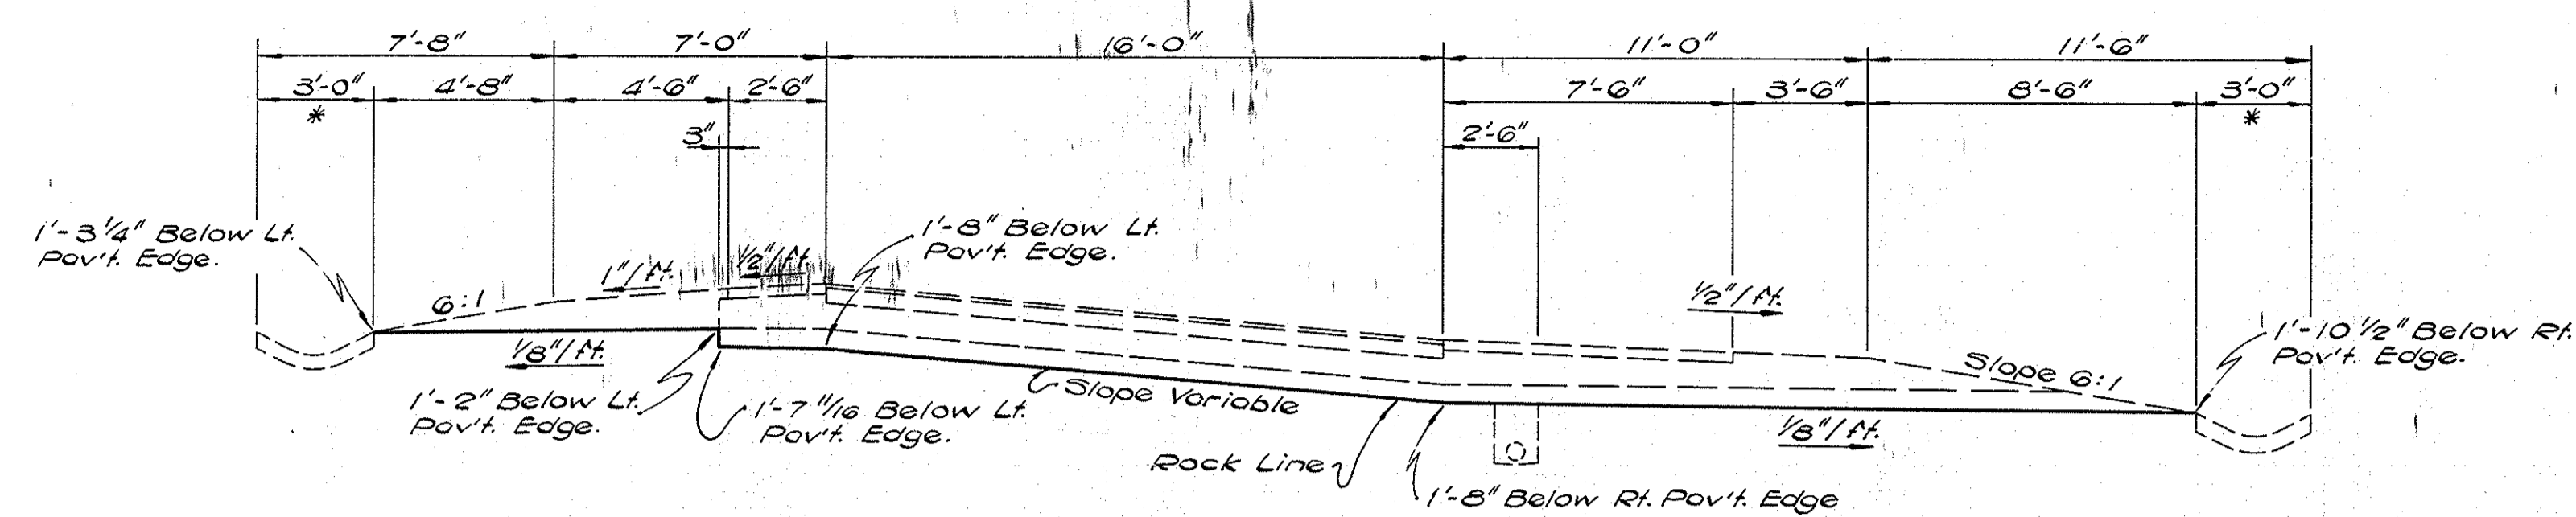 7'-8" 7'-0" 16'-0" 11'-0" 11'-6"
3'-0" 4'-8" 4'-6" 2'-6" 7'-6" 3'-6" 8'-6" 3'-0"
* *
3" 2'-6"
1'-3 1/4" Below Lt.
Pav't. Edge.
1'-8" Below Lt.
Pav't. Edge.
6:1 1"/ft. 1/2"/ft.
1/2"/ft.
1'-10 1/2" Below Rt.
Pav't. Edge.
1/8"/ft.
Slope 6:1
Slope Variable
1'-2" Below Lt.
Pav't. Edge.
1'-7 11/16 Below Lt.
Pav't. Edge.
1/8"/ft.
Rock Line
1'-8" Below Rt. Pav't. Edge